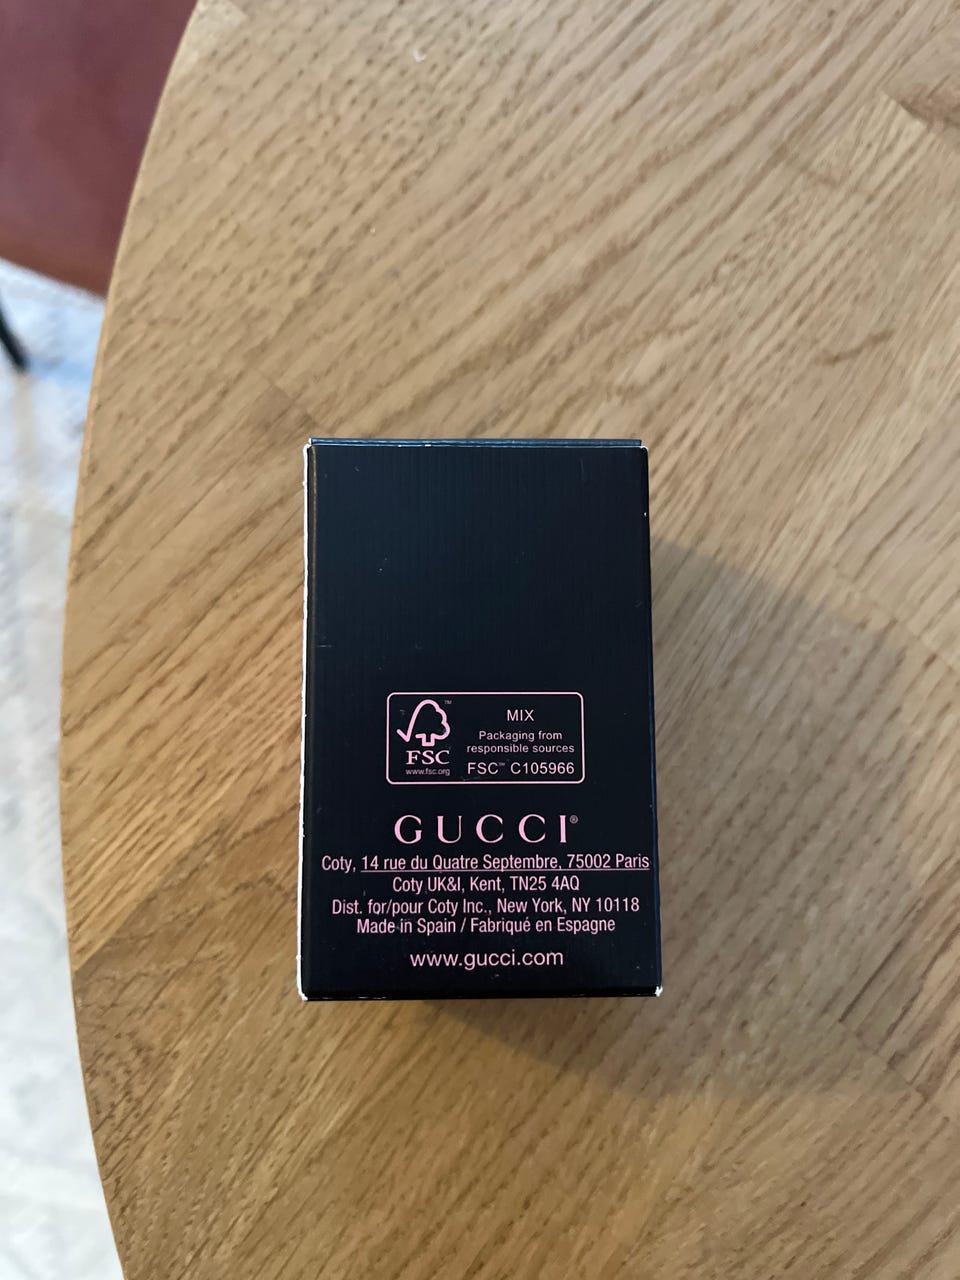 MIX
Packaging from
responsible sources
FSC™ C105966
FSC
www.fsc.org
GUCCI®
Coty, 14 rue du Quatre Septembre, 75002 Paris
Coty UK&I, Kent, TN25 4AQ
Dist. for/pour Coty Inc., New York, NY 10118
Made in Spain / Fabriqué en Espagne
www.gucci.com